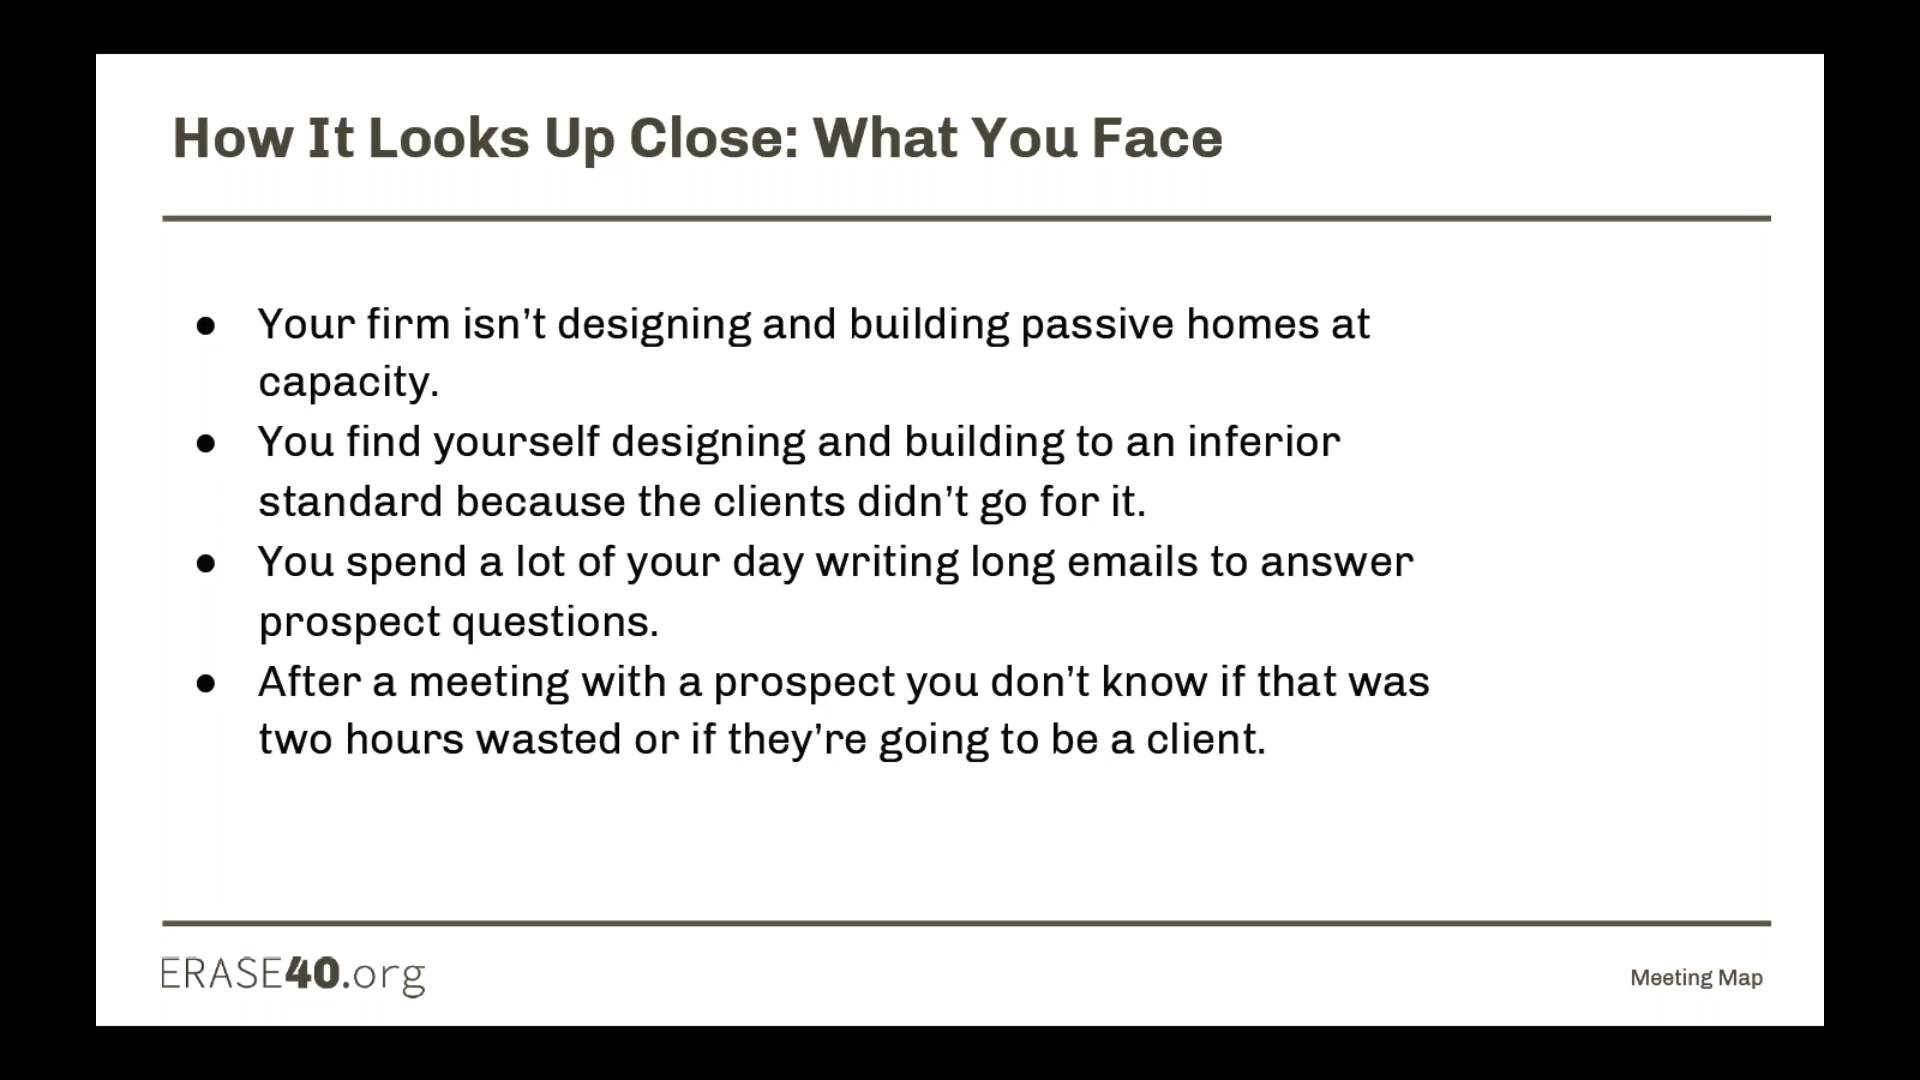 How It Looks Up Close: What You Face
● Your firm isn’t designing and building passive homes at
capacity.
● You find yourself designing and building to an inferior
standard because the clients didn’t go for it.
● You spend a lot of your day writing long emails to answer
prospect questions.
● After a meeting with a prospect you don’t know if that was
two hours wasted or if they’re going to be a client.
ERASE40.org
Meeting Map